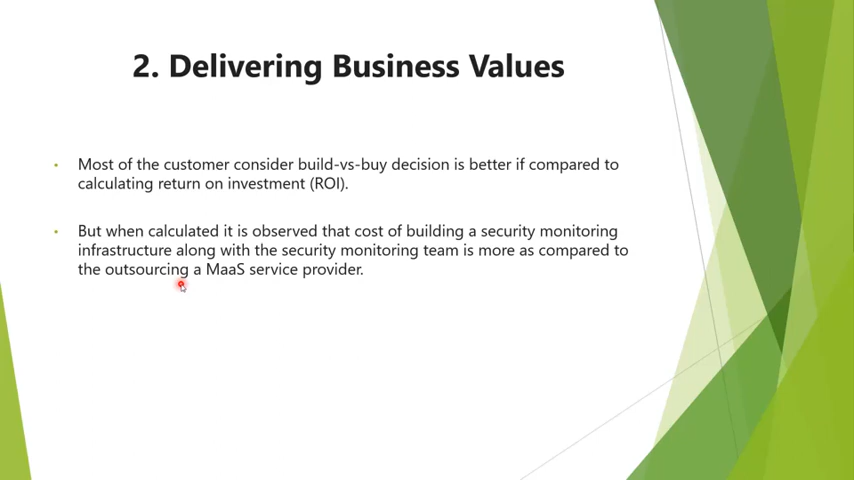 2. Delivering Business Values
• Most of the customer consider build-vs-buy decision is better if compared to
calculating return on investment (ROI).
• But when calculated it is observed that cost of building a security monitoring
infrastructure along with the security monitoring team is more as compared to
the outsourcing a MaaS service provider.